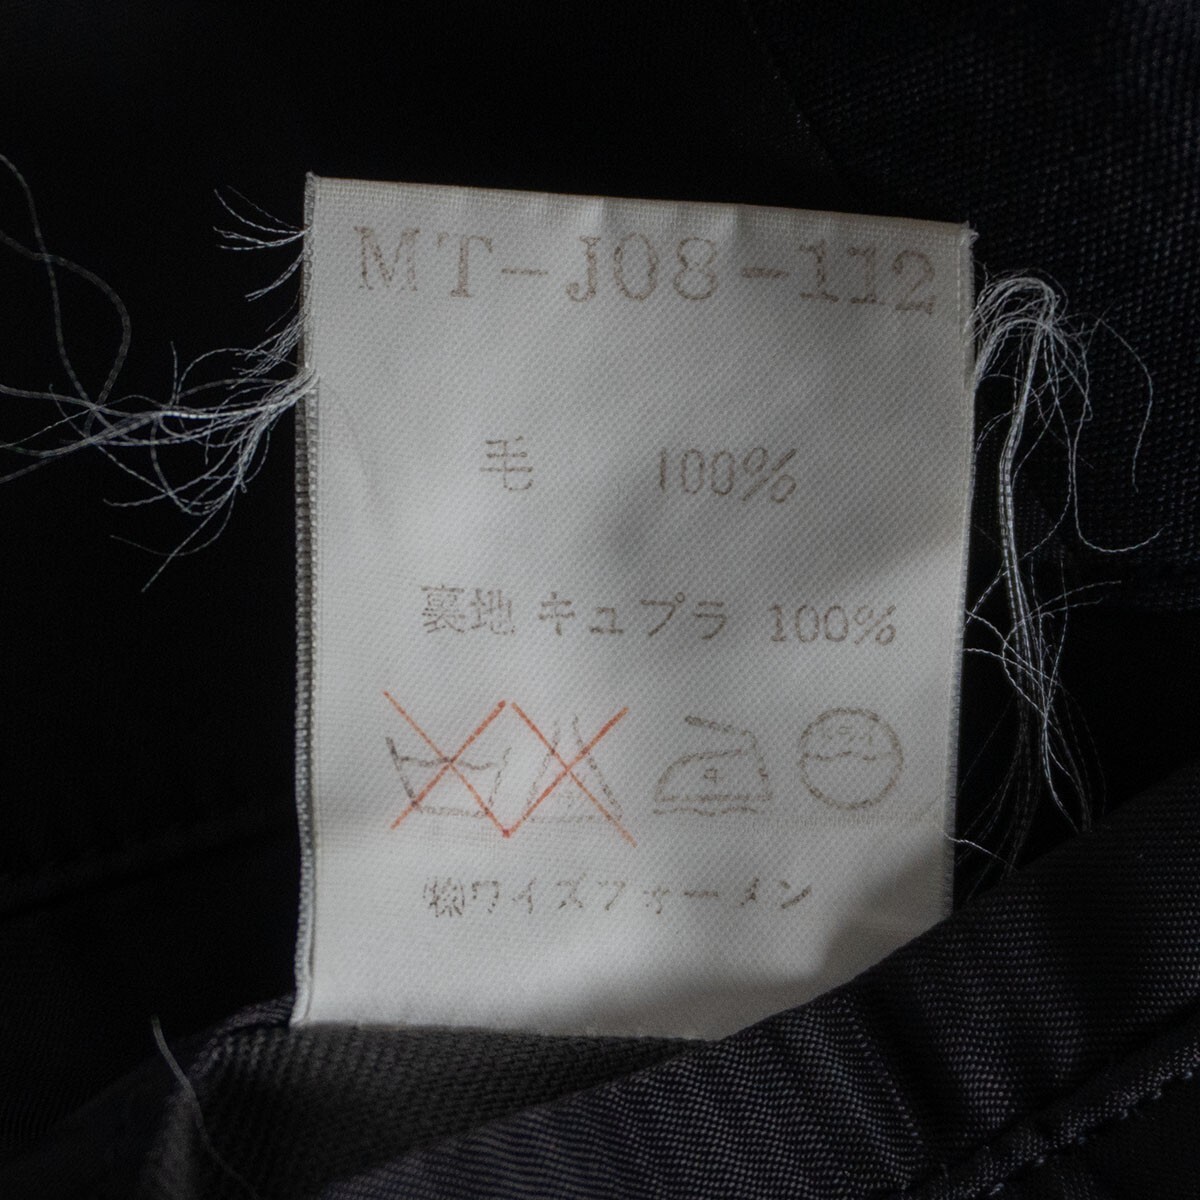 MT-J08-112
毛 100%
裏地 キュプラ 100%
㈱ワイズフォーメン